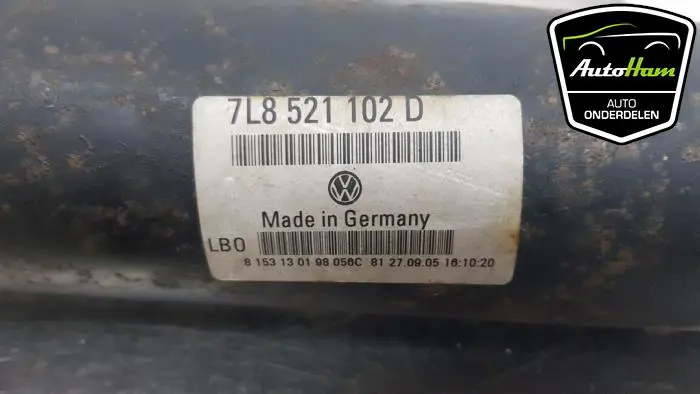 7L8 521 102 D
VW
Made in Germany
LBO
8 153 13 01 98 056C 81 27.09.05 16:10:20
AutoHam
AUTO
ONDERDELEN